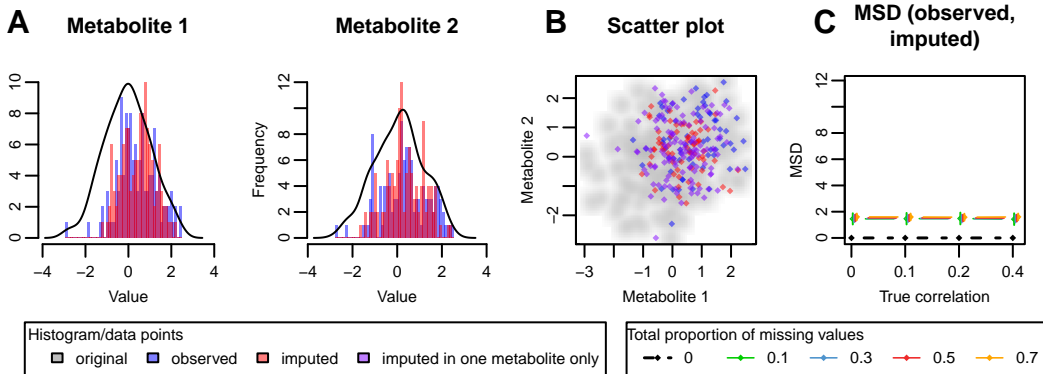 A Metabolite 1 Metabolite 2 B Scatter plot C MSD (observed, imputed)
10
8
6
4
2
0
−4 −2 0 2 4
Value
Frequency
12
10
8
6
4
2
0
−4 −2 0 2 4
Value
Metabolite 2
2
0
−2
−3 −1 0 1 2
Metabolite 1
MSD
12
8
6
4
2
0
0 0.1 0.2 0.4
True correlation
Histogram/data points
original observed imputed imputed in one metabolite only
Total proportion of missing values
0 0.1 0.3 0.5 0.7